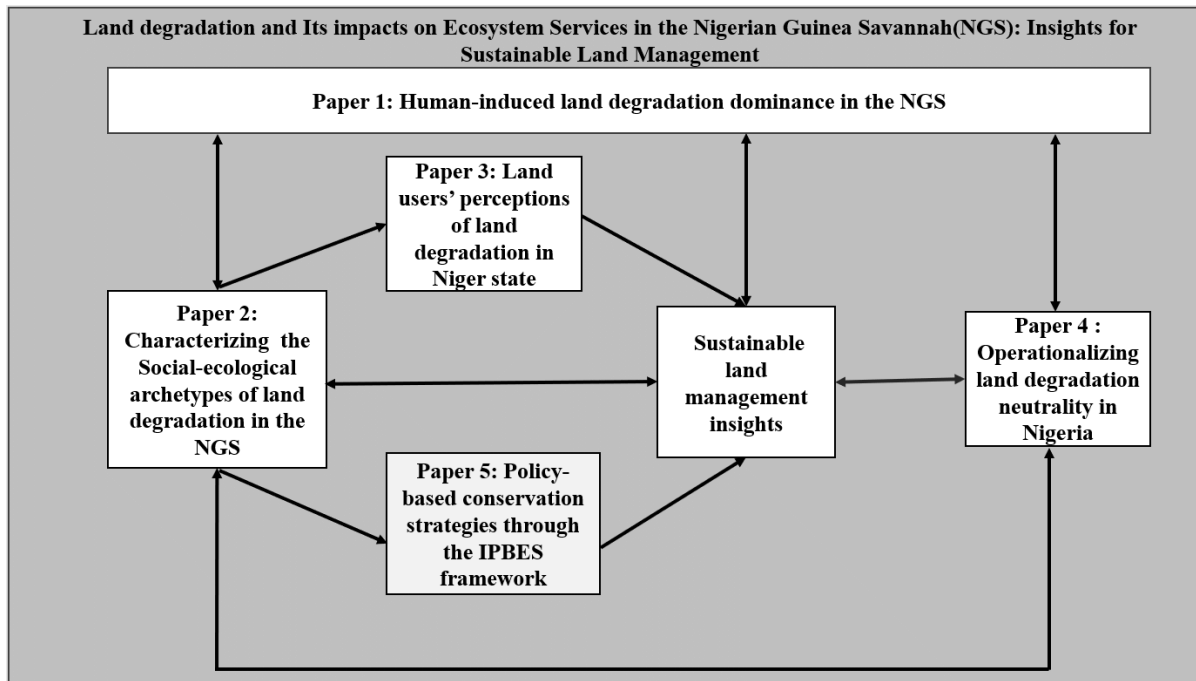 Land degradation and Its impacts on Ecosystem Services in the Nigerian Guinea Savannah(NGS): Insights for
Sustainable Land Management
Paper 1: Human-induced land degradation dominance in the NGS
Paper 3: Land
users’ perceptions
of land
degradation in
Niger state
Paper 2:
Characterizing the
Social-ecological
archetypes of land
degradation in the
NGS
Sustainable
land
management
insights
Paper 4 :
Operationalizing
land degradation
neutrality in
Nigeria
Paper 5: Policy-
based conservation
strategies through
the IPBES
framework